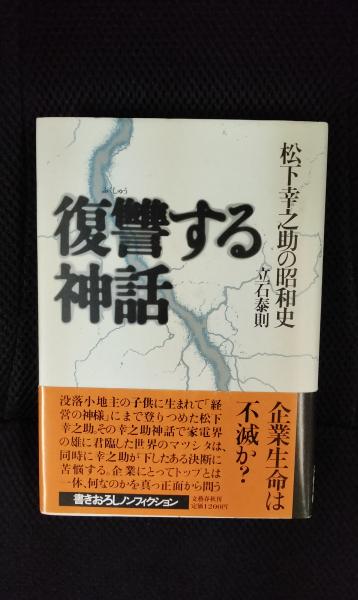 松下幸之助の昭和史
立石泰則
ふくしゅう
復讐する
神話
企業生命は
不滅か?
没落小地主の子供に生まれて「経
営の神様」にまで登りつめた松下
幸之助。その幸之助神話で家電界
の雄に君臨した世界のマツシタは、
同時に幸之助が下したある決断に
苦悩する。企業にとってトップとは
一体、何なのかを真っ正面から問う
書きおろしノンフィクション
文藝春秋刊
定価1200円